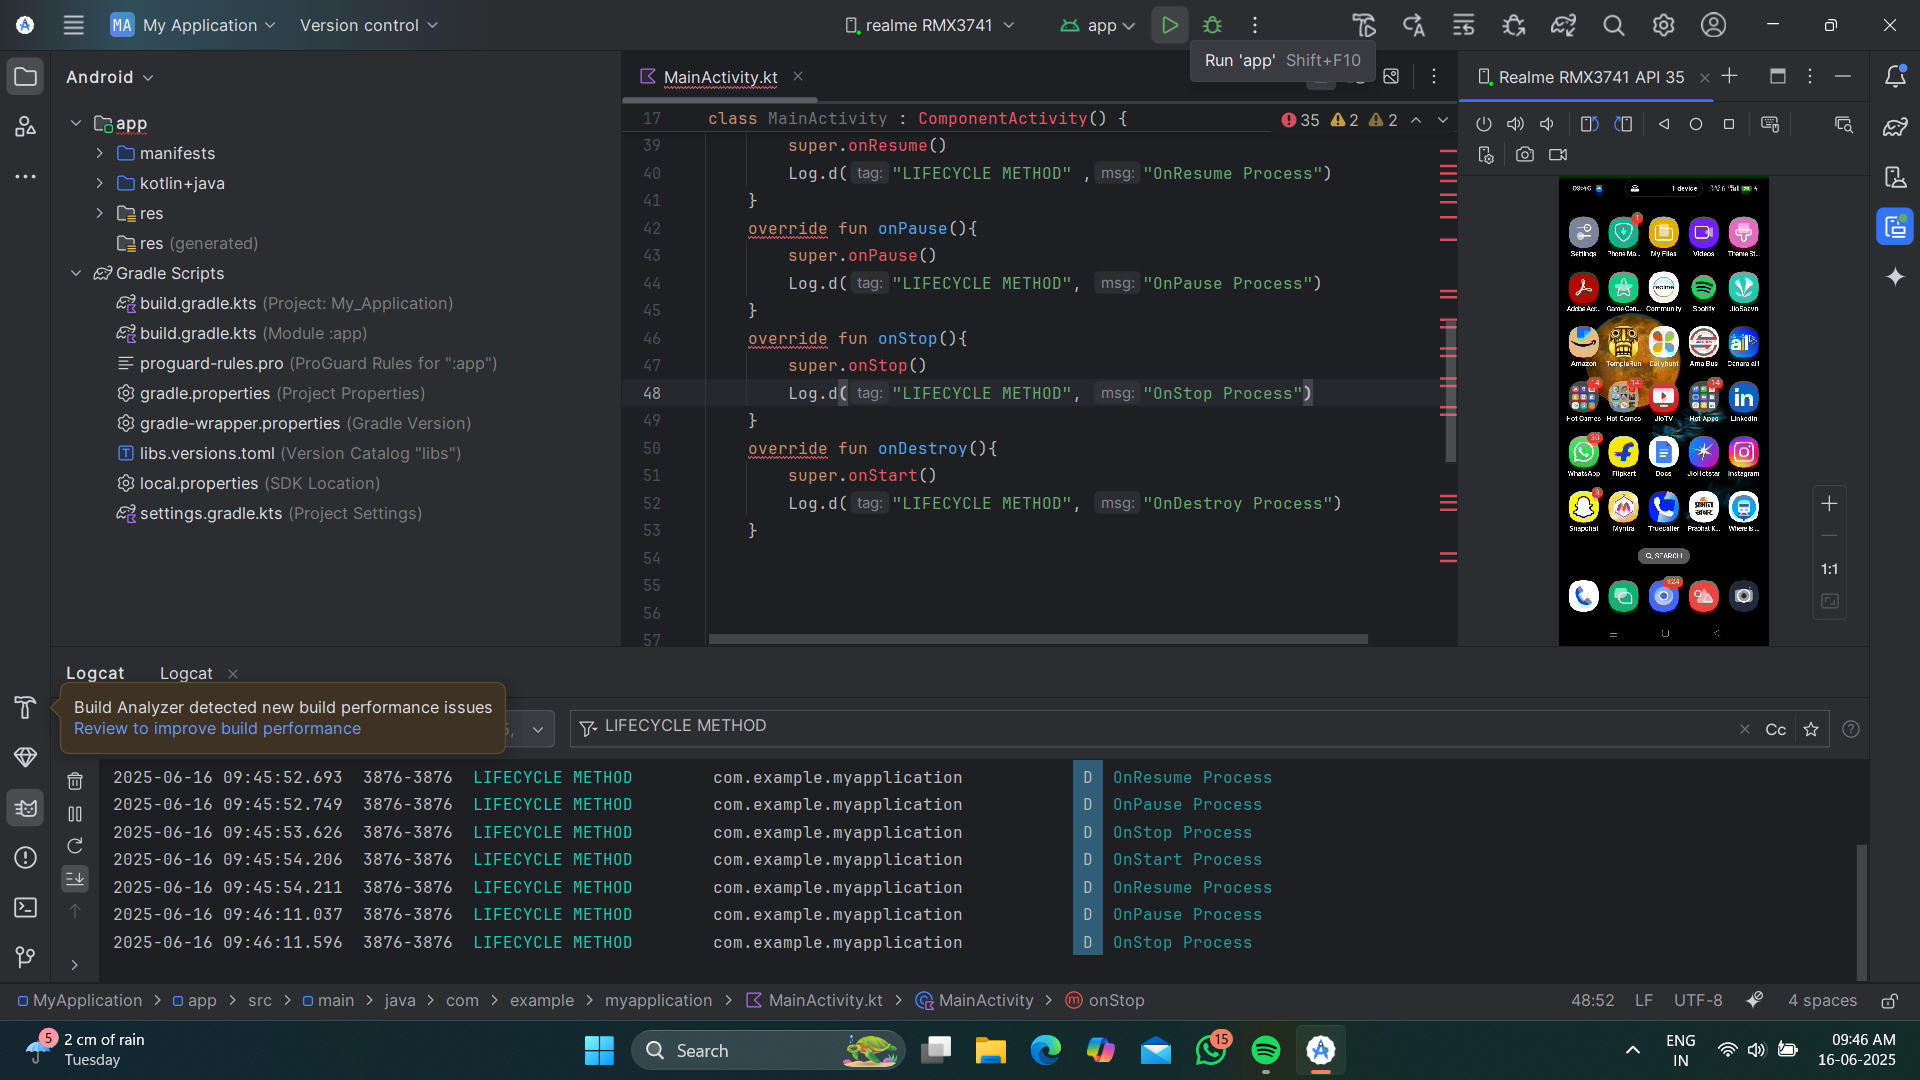 MA My Application
Version control
realme RMX3741
app
Run 'app' Shift+F10
Android
MainActivity.kt
Realme RMX3741 API 35
app
manifests
kotlin+java
res
res (generated)
Gradle Scripts
build.gradle.kts (Project: My_Application)
build.gradle.kts (Module :app)
proguard-rules.pro (ProGuard Rules for ":app")
gradle.properties (Project Properties)
gradle-wrapper.properties (Gradle Version)
libs.versions.toml (Version Catalog "libs")
local.properties (SDK Location)
settings.gradle.kts (Project Settings)
17 class MainActivity : ComponentActivity() {
35 2 2
39 super.onResume()
40 Log.d( tag: "LIFECYCLE METHOD" , msg: "OnResume Process")
41 }
42 override fun onPause(){
43 super.onPause()
44 Log.d( tag: "LIFECYCLE METHOD", msg: "OnPause Process")
45 }
46 override fun onStop(){
47 super.onStop()
48 Log.d( tag: "LIFECYCLE METHOD", msg: "OnStop Process")
49 }
50 override fun onDestroy(){
51 super.onStart()
52 Log.d( tag: "LIFECYCLE METHOD", msg: "OnDestroy Process")
53 }
54
55
56
57
1 device
Settings Phone Ma... My Files Videos Theme St...
Adobe Acr... Game Cen... Community Spotify JioSaavn
Amazon TempleRun Dailyhunt Ama Bus Canara ai1
14 14 14
Hot Games Hot Games JioTV Hot Apps LinkedIn
30
WhatsApp Flipkart Docs JioHotstar Instagram
3
Snapchat Myntra Truecaller Prabhat K... Where is ...
SEARCH
924
1:1
Logcat
Logcat
Build Analyzer detected new build performance issues
Review to improve build performance
LIFECYCLE METHOD
Cc
2025-06-16 09:45:52.693 3876-3876 LIFECYCLE METHOD com.example.myapplication D OnResume Process
2025-06-16 09:45:52.749 3876-3876 LIFECYCLE METHOD com.example.myapplication D OnPause Process
2025-06-16 09:45:53.626 3876-3876 LIFECYCLE METHOD com.example.myapplication D OnStop Process
2025-06-16 09:45:54.206 3876-3876 LIFECYCLE METHOD com.example.myapplication D OnStart Process
2025-06-16 09:45:54.211 3876-3876 LIFECYCLE METHOD com.example.myapplication D OnResume Process
2025-06-16 09:46:11.037 3876-3876 LIFECYCLE METHOD com.example.myapplication D OnPause Process
2025-06-16 09:46:11.596 3876-3876 LIFECYCLE METHOD com.example.myapplication D OnStop Process
MyApplication > app > src > main > java > com > example > myapplication > MainActivity.kt > MainActivity > onStop
48:52 LF UTF-8 4 spaces
5
2 cm of rain
Tuesday
Search
15
ENG
IN
09:46 AM
16-06-2025